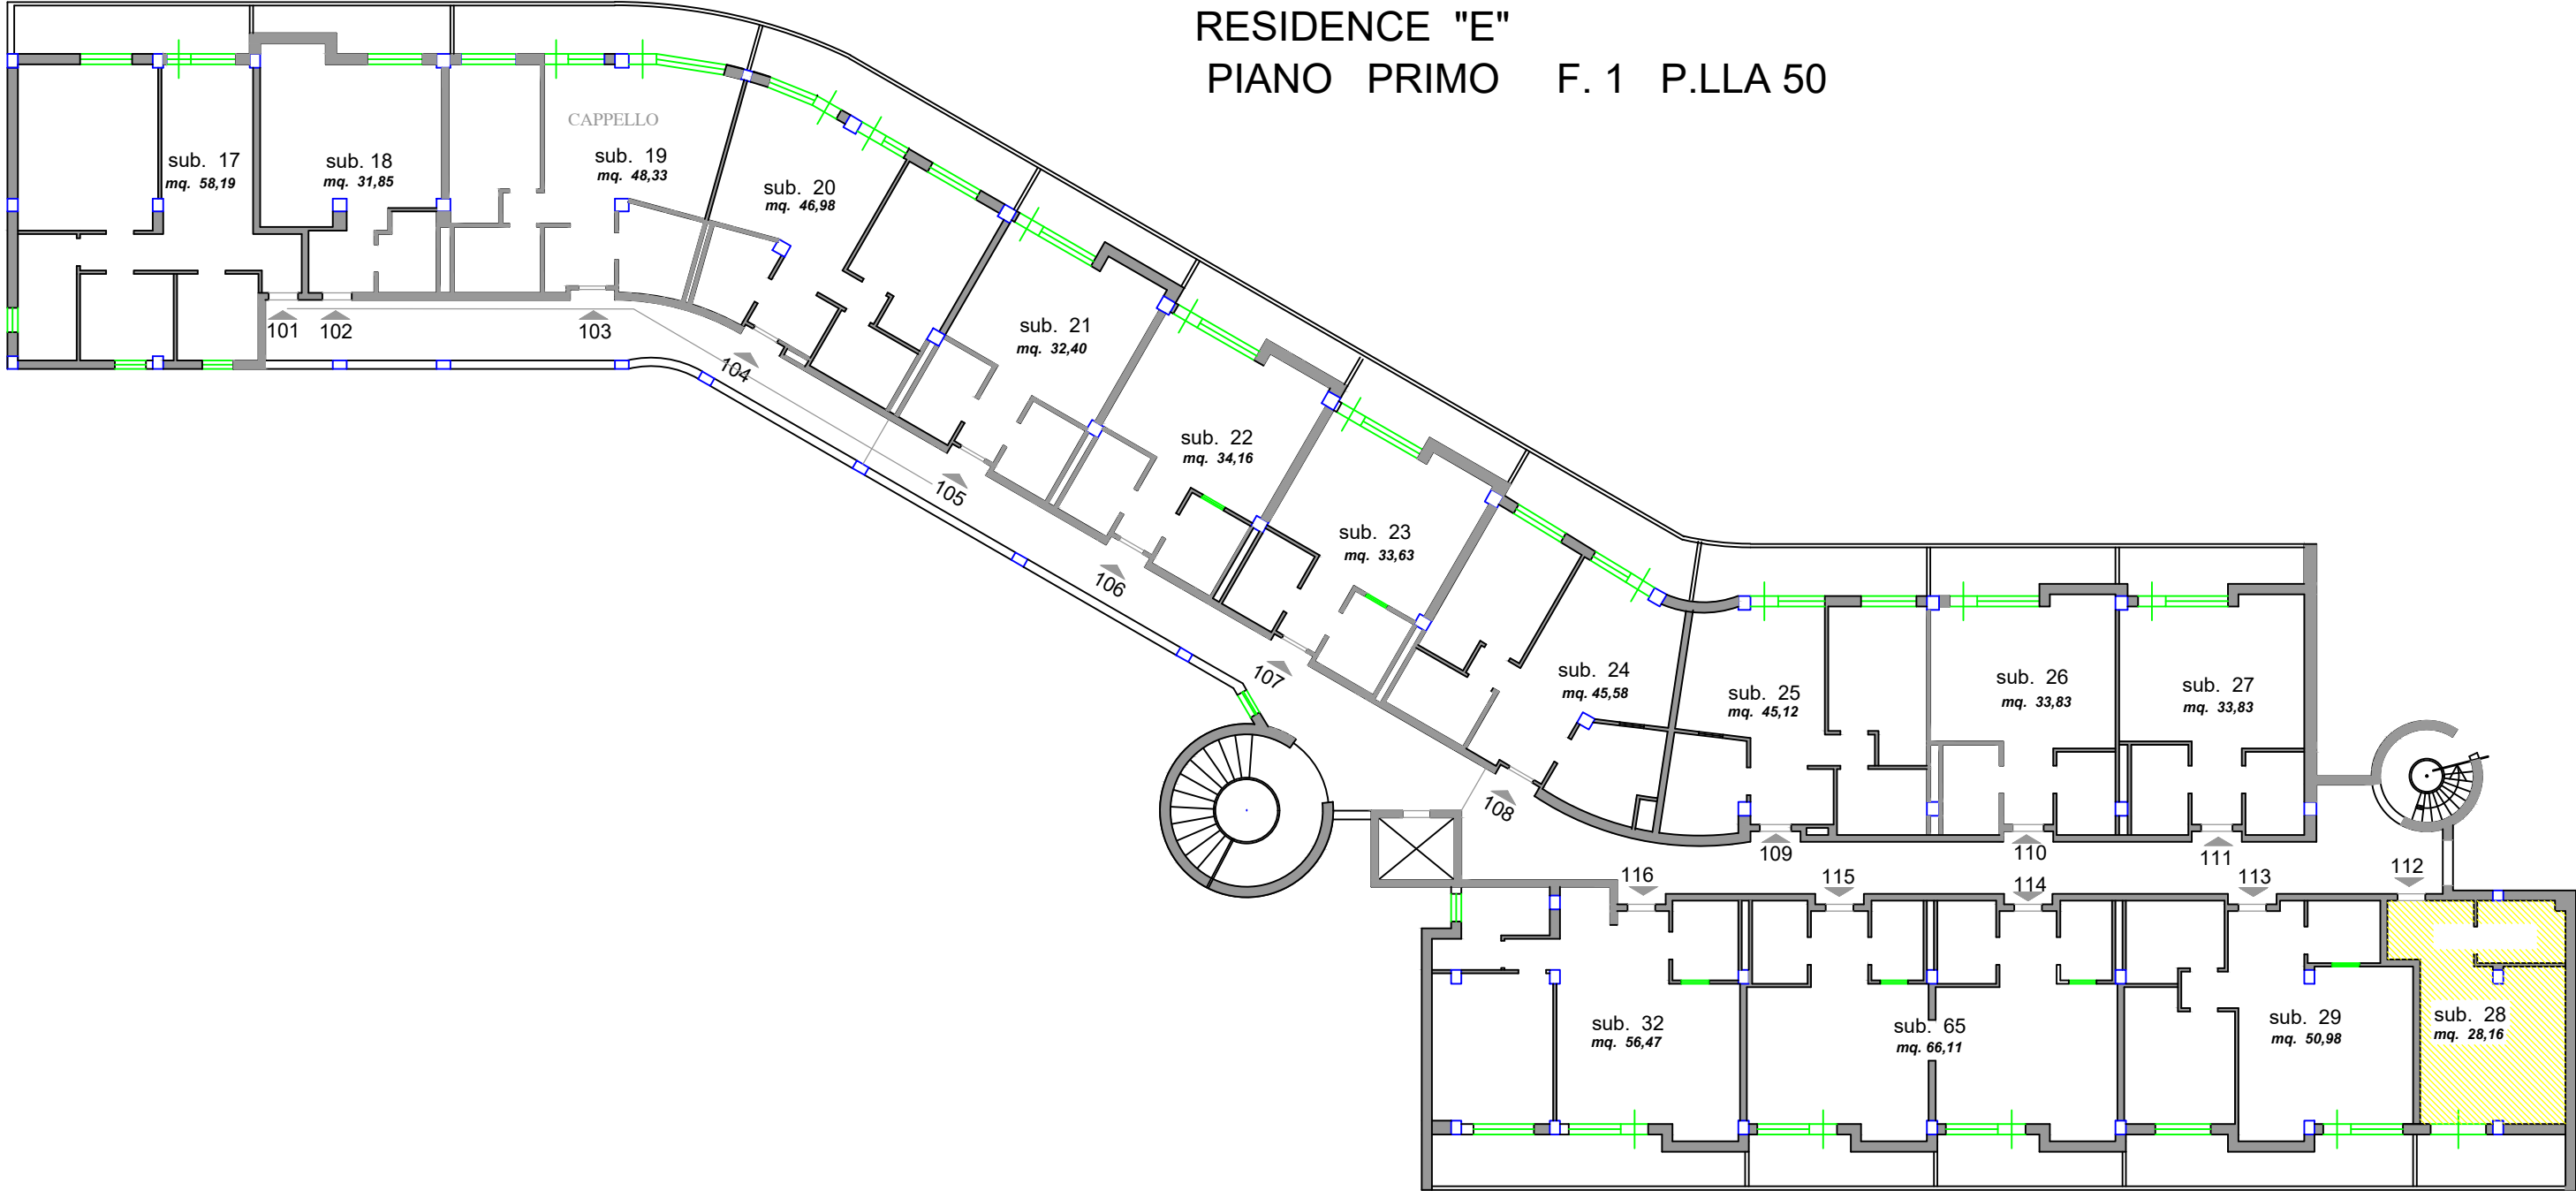 RESIDENCE "E"
PIANO PRIMO F. 1 P.LLA 50
CAPPELLO
sub. 17
mq. 58,19
sub. 18
mq. 31,85
sub. 19
mq. 48,33
sub. 20
mq. 46,98
101
102
103
104
sub. 21
mq. 32,40
105
sub. 22
mq. 34,16
106
sub. 23
mq. 33,63
107
sub. 24
mq. 45,58
108
sub. 25
mq. 45,12
sub. 26
mq. 33,83
sub. 27
mq. 33,83
109
110
111
112
116
115
114
113
sub. 32
mq. 56,47
sub. 65
mq. 66,11
sub. 29
mq. 50,98
sub. 28
mq. 28,16